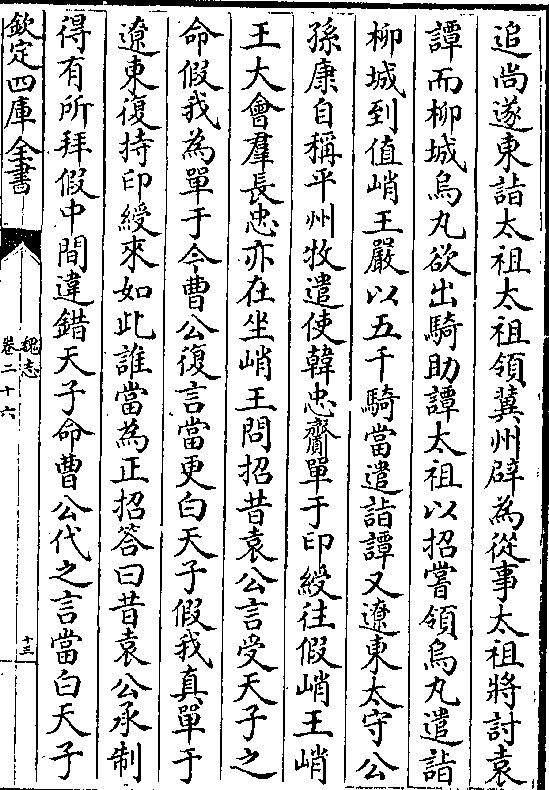 追尚遂東詣太祖太祖領冀州辟為從事太祖將討袁
譚而柳城烏丸欲出騎助譚太祖以招嘗領烏丸遣詣
柳城到值峭王嚴以五千騎當遣詣譚又遼東太守公
孫康自稱平州牧遣使韓忠齎單于印綬往假峭王峭
王大會羣長忠亦在坐峭王問招昔袁公言受天子之
命假我為單于今曹公復言當更白天子假我真單于
遼東復持印綬來如此誰當為正招答曰昔袁公承制
得有所拜假中間違錯天子命曹公代之言當白天子
欽定四庫全書
魏志
卷二十六
十三